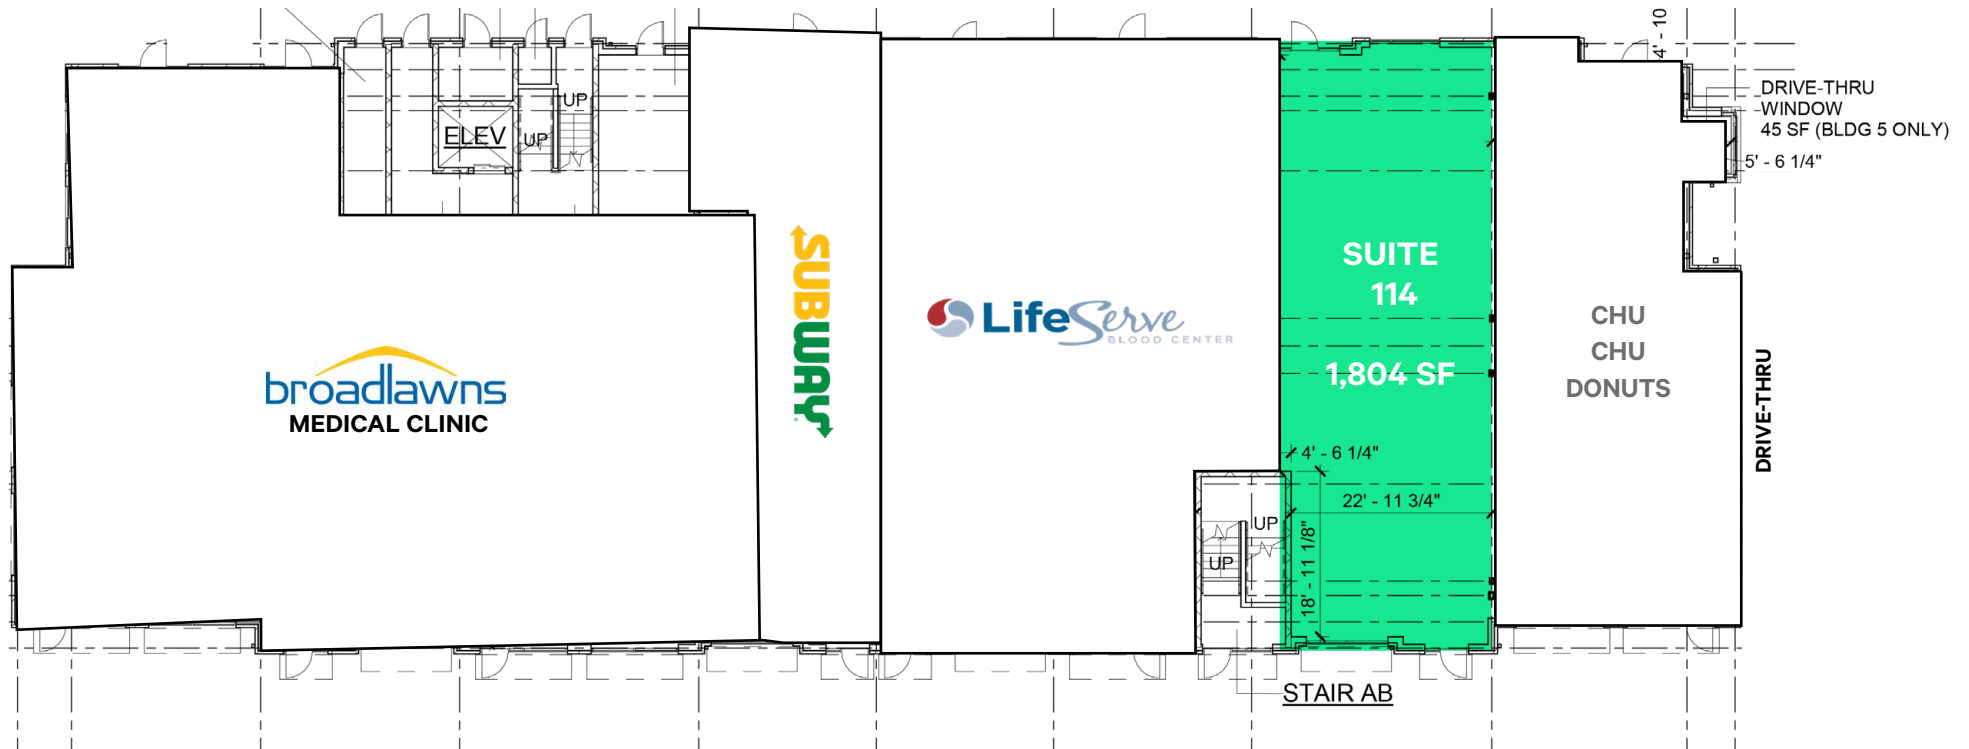 4' - 10
DRIVE-THRU
WINDOW
45 SF (BLDG 5 ONLY)
5' - 6 1/4"
UP
ELEV
UP
broadlawns
MEDICAL CLINIC
SUBWAY
LifeServe
BLOOD CENTER
SUITE
114
1,804 SF
CHU
CHU
DONUTS
DRIVE-THRU
4' - 6 1/4"
22' - 11 3/4"
18' - 11 1/8"
UP
UP
STAIR AB